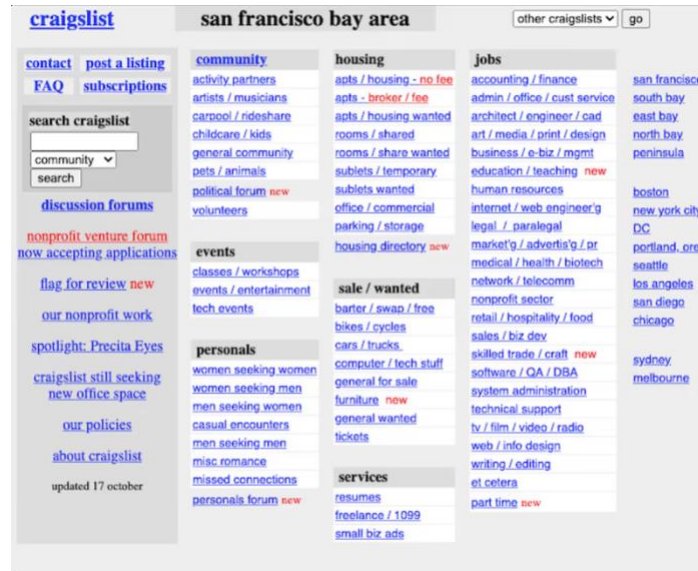 craigslist
san francisco bay area
other craigslists
go
contact post a listing
FAQ subscriptions
search craigslist
community
search
discussion forums
nonprofit venture forum
now accepting applications
flag for review new
our nonprofit work
spotlight: Precita Eyes
craigslist still seeking
new office space
our policies
about craigslist
updated 17 october
community
activity partners
artists / musicians
carpool / rideshare
childcare / kids
general community
pets / animals
political forum new
volunteers
events
classes / workshops
events / entertainment
tech events
personals
women seeking women
women seeking men
men seeking women
casual encounters
men seeking men
misc romance
missed connections
personals forum new
housing
apts / housing - no fee
apts - broker / fee
apts / housing wanted
rooms / shared
rooms / share wanted
sublets / temporary
sublets wanted
office / commercial
parking / storage
housing directory new
sale / wanted
barter / swap / free
bikes / cycles
cars / trucks
computer / tech stuff
general for sale
furniture new
general wanted
tickets
services
resumes
freelance / 1099
small biz ads
jobs
accounting / finance
admin / office / cust service
architect / engineer / cad
art / media / print / design
business / e-biz / mgmt
education / teaching new
human resources
internet / web engineer'g
legal / paralegal
market'g / advertis'g / pr
medical / health / biotech
network / telecomm
nonprofit sector
retail / hospitality / food
sales / biz dev
skilled trade / craft new
software / QA / DBA
system administration
technical support
tv / film / video / radio
web / info design
writing / editing
et cetera
part time new
san francisco
south bay
east bay
north bay
peninsula
boston
new york city
DC
portland, ore
seattle
los angeles
san diego
chicago
sydney
melbourne